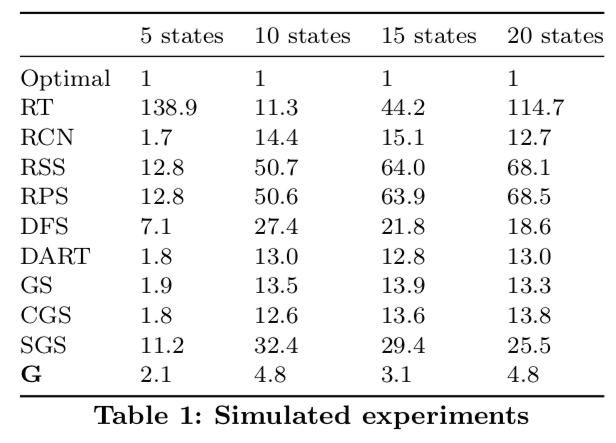 5 states 10 states 15 states 20 states
Optimal 1 1 1 1
RT 138.9 11.3 44.2 114.7
RCN 1.7 14.4 15.1 12.7
RSS 12.8 50.7 64.0 68.1
RPS 12.8 50.6 63.9 68.5
DFS 7.1 27.4 21.8 18.6
DART 1.8 13.0 12.8 13.0
GS 1.9 13.5 13.9 13.3
CGS 1.8 12.6 13.6 13.8
SGS 11.2 32.4 29.4 25.5
G 2.1 4.8 3.1 4.8
Table 1: Simulated experiments